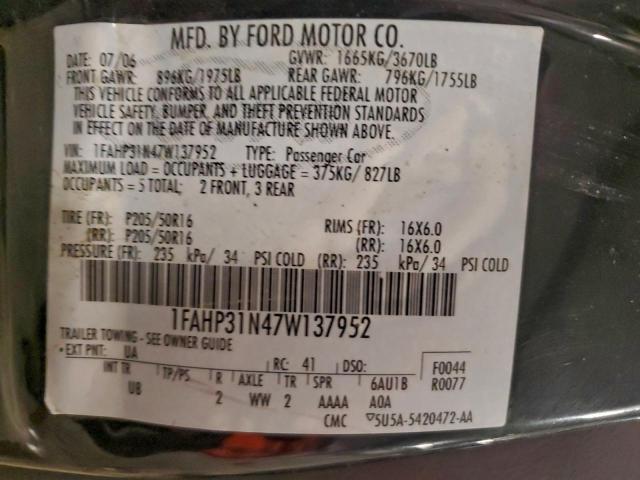 MFD. BY FORD MOTOR CO.
DATE: 07/06 GVWR: 1665KG/3670LB
FRONT GAWR: 896KG/1975LB REAR GAWR: 796KG/1755LB
THIS VEHICLE CONFORMS TO ALL APPLICABLE FEDERAL MOTOR
VEHICLE SAFETY, BUMPER, AND THEFT PREVENTION STANDARDS
IN EFFECT ON THE DATE OF MANUFACTURE SHOWN ABOVE.
VIN: 1FAHP31N47W137952 TYPE: Passenger Car
MAXIMUM LOAD = OCCUPANTS + LUGGAGE = 375KG/ 827LB
OCCUPANTS = 5 TOTAL: 2 FRONT, 3 REAR
TIRE (FR): P205/50R16 RIMS (FR): 16X6.0
(RR): P205/50R16 (RR): 16X6.0
PRESSURE (FR): 235 kPa/ 34 PSI COLD (RR): 235 kPa/ 34 PSI COLD
1FAHP31N47W137952
TRAILER TOWING - SEE OWNER GUIDE
EXT PNT: UA RC: 41 DSO: F0044
INT TR TP/PS R AXLE TR SPR 6AU1B R0077
UB 2 WW 2 AAAA AOA
CMC 5U5A-5420472-AA